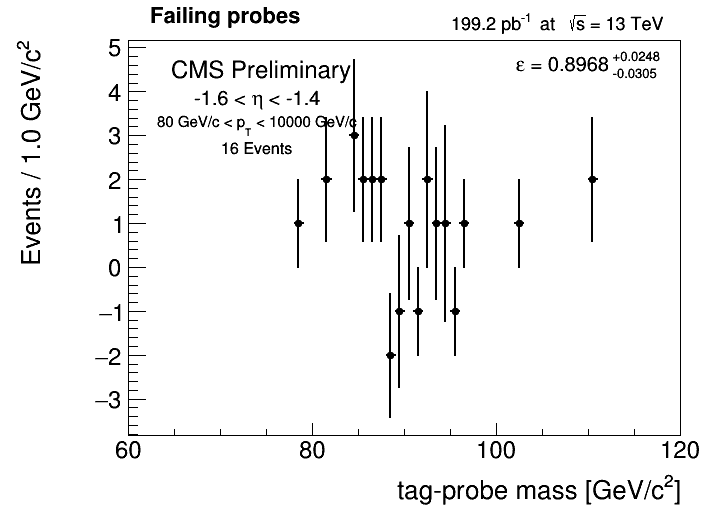 Failing probes
199.2 pb-1 at √s = 13 TeV
CMS Preliminary
ε = 0.8968 +0.0248 -0.0305
-1.6 < η < -1.4
80 GeV/c < pT < 10000 GeV/c
16 Events
Events / 1.0 GeV/c2
5
4
3
2
1
0
−1
−2
−3
60 80 100 120
tag-probe mass [GeV/c2]